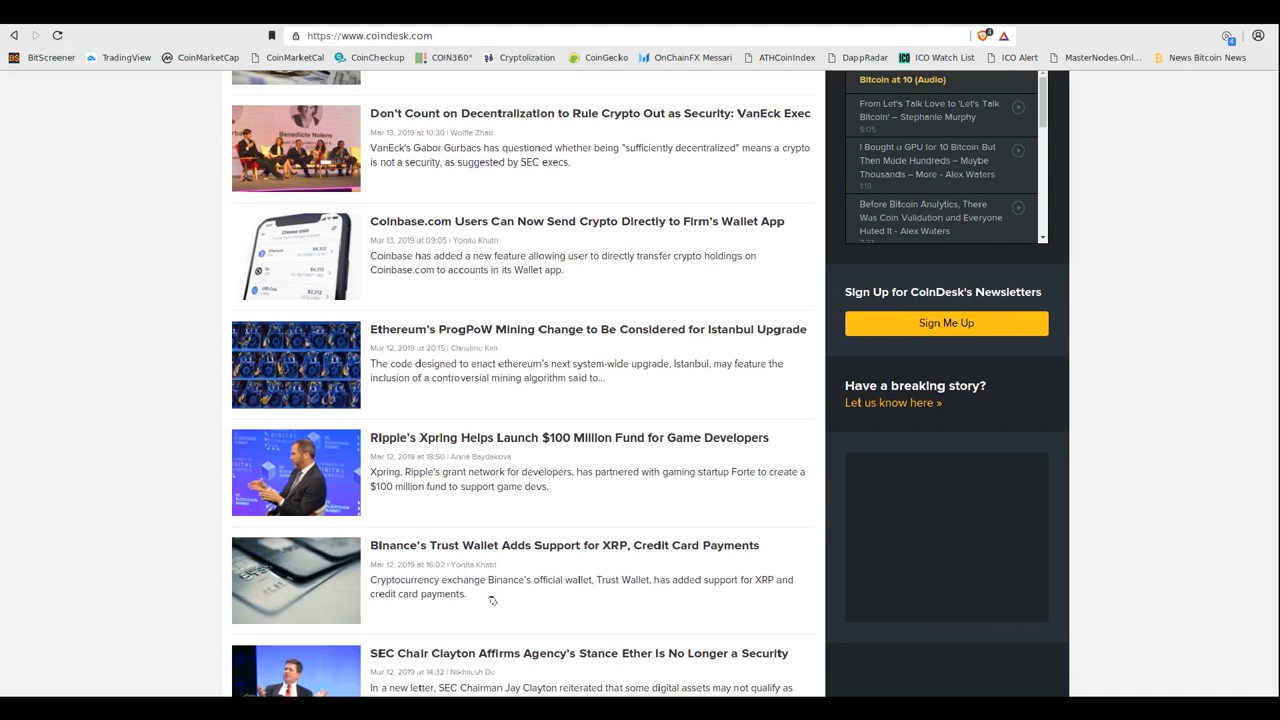 https://www.coindesk.com
BitScreener TradingView CoinMarketCap CoinMarketCal CoinCheckup COIN360° Cryptolization CoinGecko OnChainFX Messari ATHCoinIndex DappRadar ICO Watch List ICO Alert MasterNodes.Onl... News Bitcoin News
Don't Count on Decentralization to Rule Crypto Out as Security: VanEck Exec
Mar 13, 2019 at 10:30 | Wolfie Zhao
VanEck's Gabor Gurbacs has questioned whether being "sufficiently decentralized" means a crypto
is not a security, as suggested by SEC execs.
Benedicte Nolens
Coinbase.com Users Can Now Send Crypto Directly to Firm's Wallet App
Mar 13, 2019 at 09:05 | Yogita Khatri
Coinbase has added a new feature allowing user to directly transfer crypto holdings on
Coinbase.com to accounts in its Wallet app.
Choose coin
Ethereum's ProgPoW Mining Change to Be Considered for Istanbul Upgrade
Mar 12, 2019 at 20:15 | Christine Kim
The code designed to enact ethereum's next system-wide upgrade, Istanbul, may feature the
inclusion of a controversial mining algorithm said to...
Ripple's Xpring Helps Launch $100 Million Fund for Game Developers
Mar 12, 2019 at 18:50 | Anna Baydakova
Xpring, Ripple's grant network for developers, has partnered with gaming startup Forte to create a
$100 million fund to support game devs.
Binance's Trust Wallet Adds Support for XRP, Credit Card Payments
Mar 12, 2019 at 16:02 | Yogita Khatri
Cryptocurrency exchange Binance's official wallet, Trust Wallet, has added support for XRP and
credit card payments.
SEC Chair Clayton Affirms Agency's Stance Ether Is No Longer a Security
Mar 12, 2019 at 14:32 | Nikhilesh De
In a new letter, SEC Chairman Jay Clayton reiterated that some digital assets may not qualify as
Bitcoin at 10 (Audio)
From Let's Talk Love to 'Let's Talk
Bitcoin' – Stephanie Murphy
5:05
I Bought a GPU for 10 Bitcoin But
Then Made Hundreds – Maybe
Thousands – More - Alex Waters
1:18
Before Bitcoin Analytics, There
Was Coin Validation and Everyone
Hated It - Alex Waters
Sign Up for CoinDesk's Newsletters
Sign Me Up
Have a breaking story?
Let us know here »